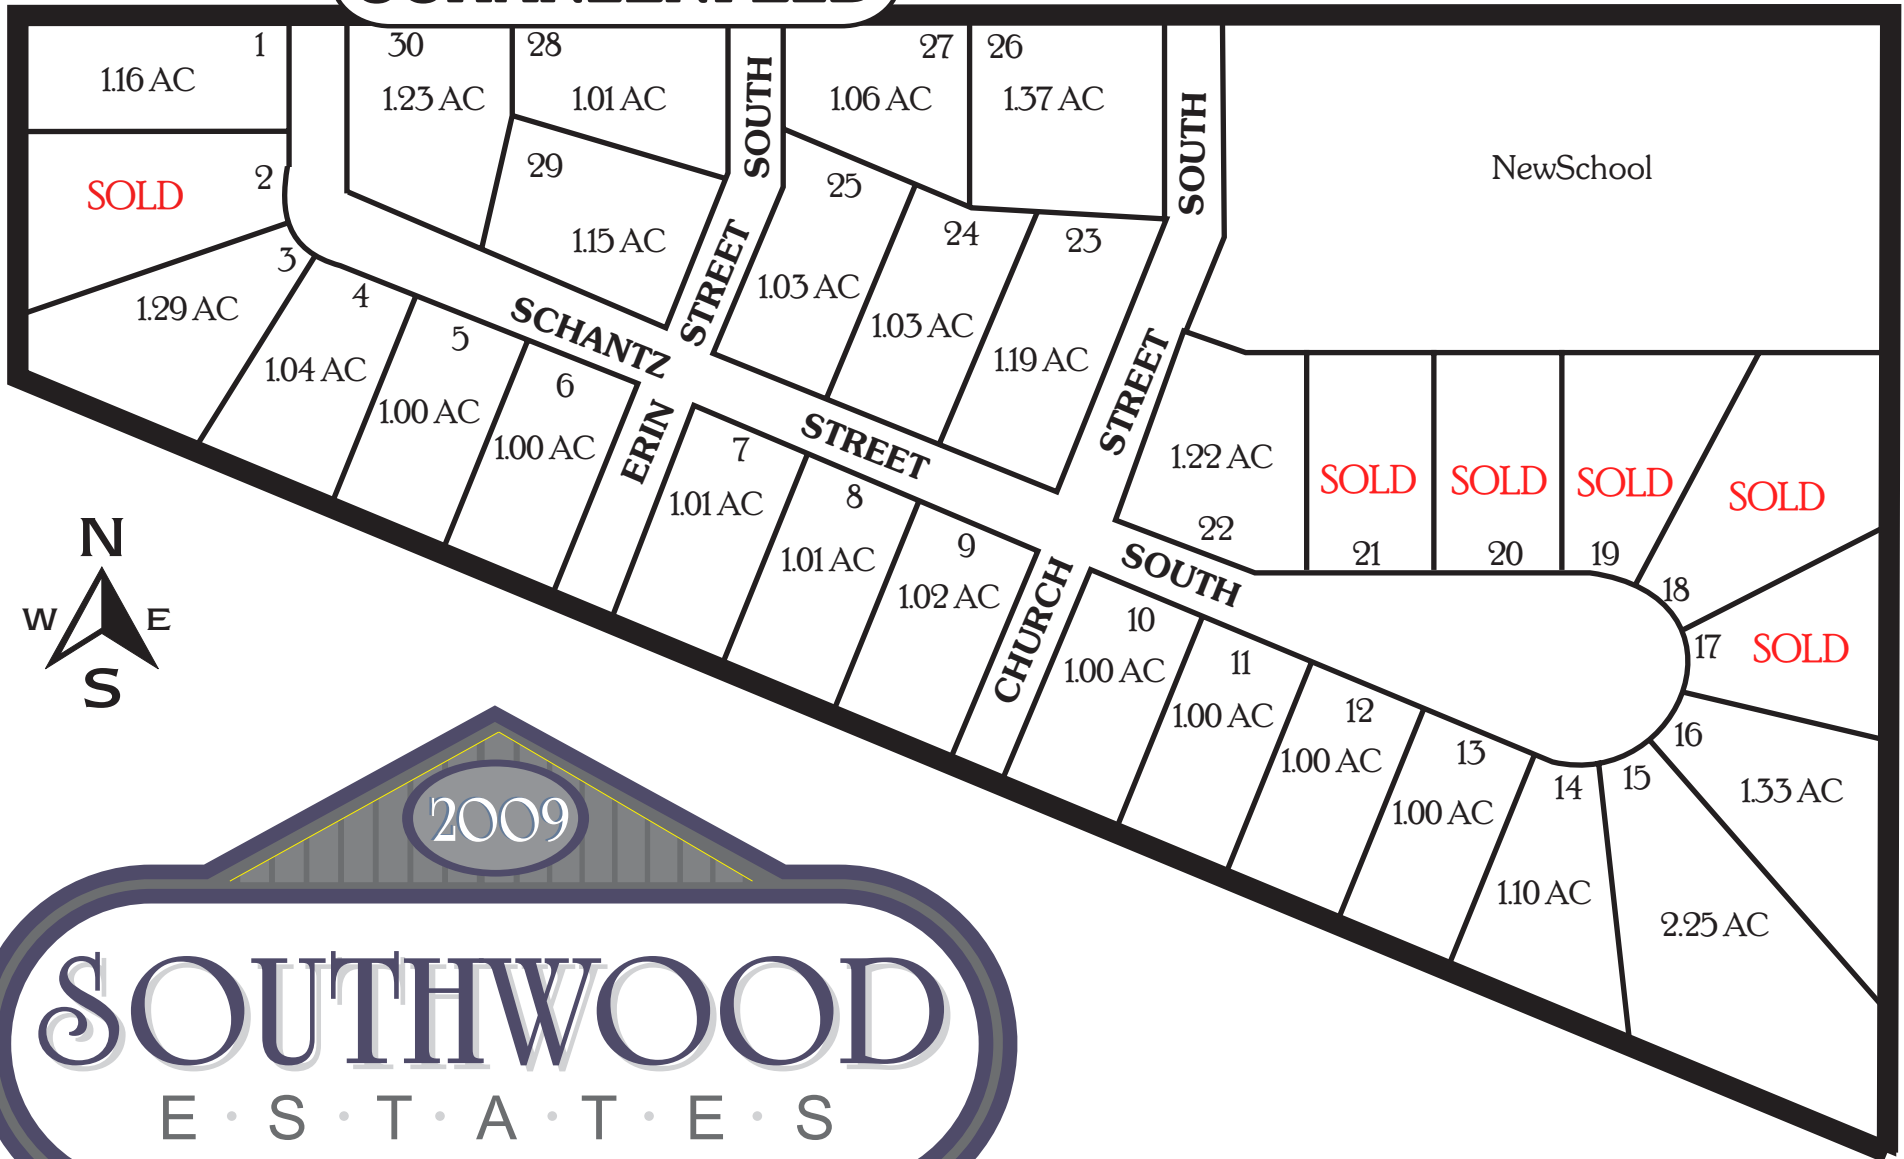 1
1.16 AC
30
1.23 AC
28
1.01 AC
SOUTH
27
1.06 AC
26
1.37 AC
SOUTH
NewSchool
2
SOLD
29
1.15 AC
STREET
25
1.03 AC
24
1.03 AC
23
1.19 AC
STREET
3
1.29 AC
4
1.04 AC
5
1.00 AC
6
1.00 AC
SCHANTZ
STREET
SOUTH
ERIN
7
1.01 AC
8
1.01 AC
9
1.02 AC
CHURCH
1.22 AC
22
SOLD
21
SOLD
20
SOLD
19
SOLD
18
17
SOLD
10
1.00 AC
11
1.00 AC
12
1.00 AC
13
1.00 AC
14
1.10 AC
15
2.25 AC
16
1.33 AC
N
W E
S
2009
SOUTHWOOD
E · S · T · A · T · E · S